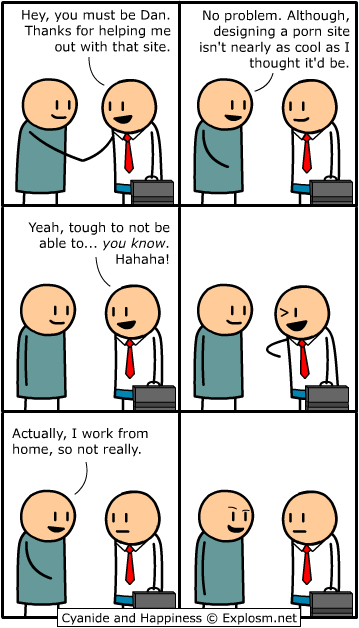 Hey, you must be Dan.
Thanks for helping me
out with that site.
No problem. Although,
designing a porn site
isn't nearly as cool as I
thought it'd be.
Yeah, tough to not be
able to... you know.
Hahaha!
Actually, I work from
home, so not really.
Cyanide and Happiness © Explosm.net